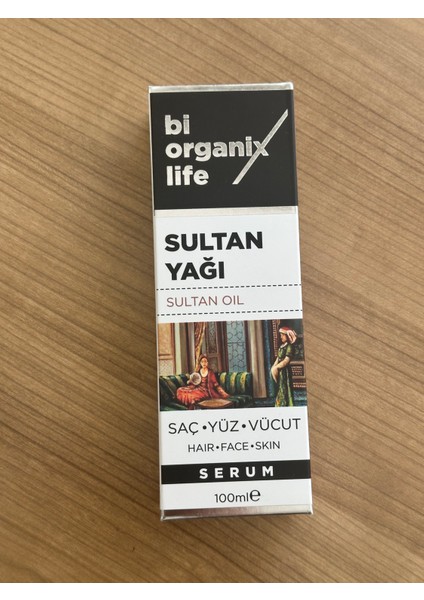 bi
organix
life
SULTAN
YAĞI
SULTAN OIL
SAÇ•YÜZ•VÜCUT
HAIR•FACE•SKIN
SERUM
100ml℮